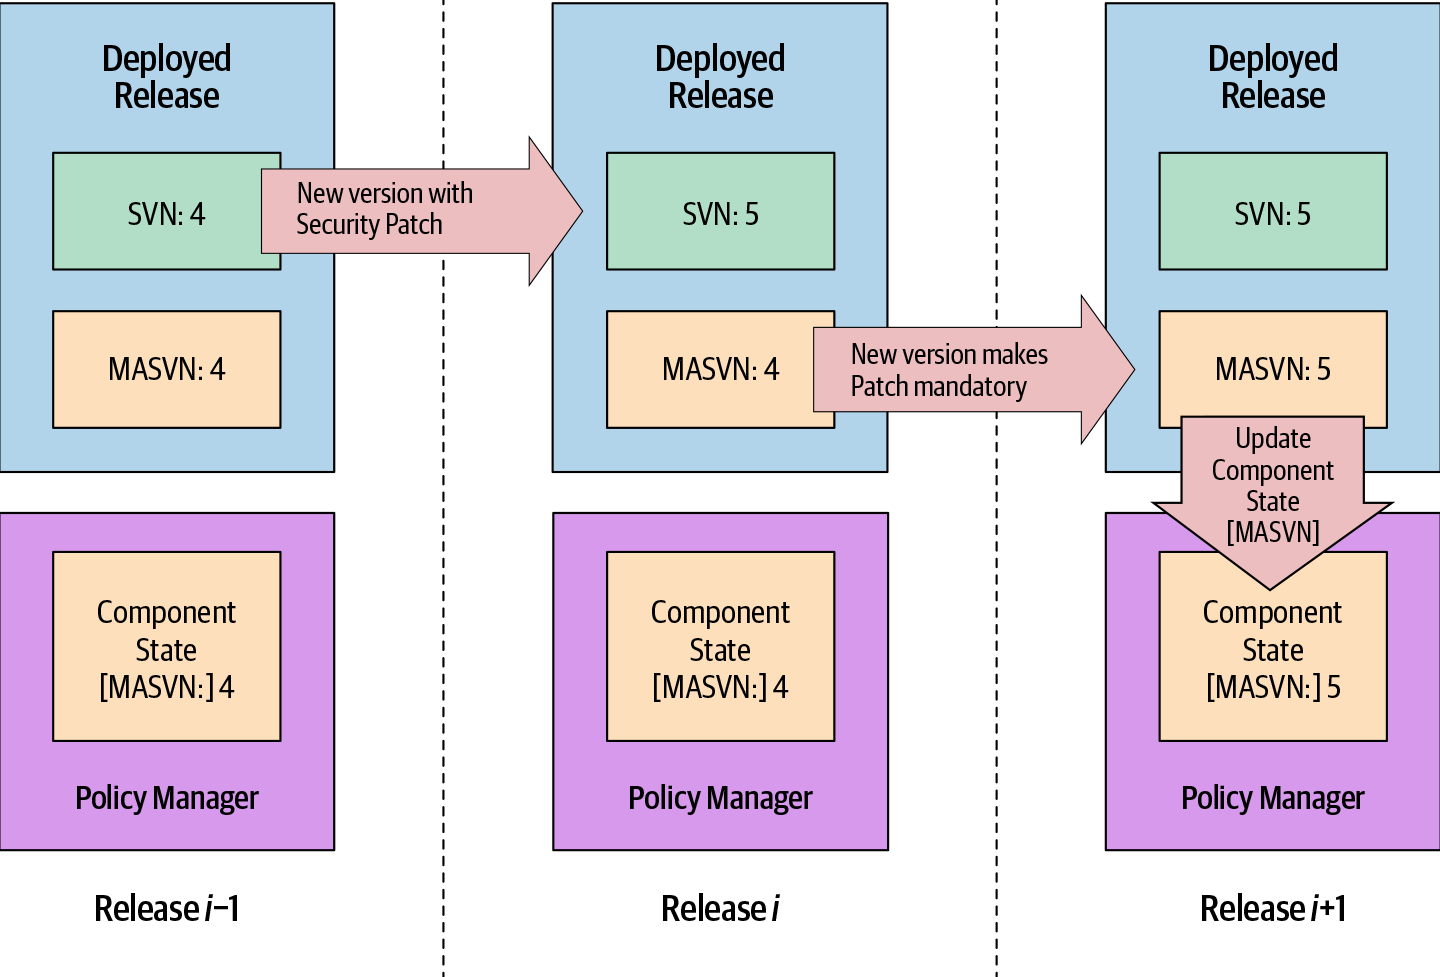 Deployed
Release
SVN: 4
MASVN: 4
Component
State
[MASVN:] 4
Policy Manager
Release i–1
New version with
Security Patch
Deployed
Release
SVN: 5
MASVN: 4
Component
State
[MASVN:] 4
Policy Manager
Release i
New version makes
Patch mandatory
Deployed
Release
SVN: 5
MASVN: 5
Update
Component
State
[MASVN]
Component
State
[MASVN:] 5
Policy Manager
Release i+1